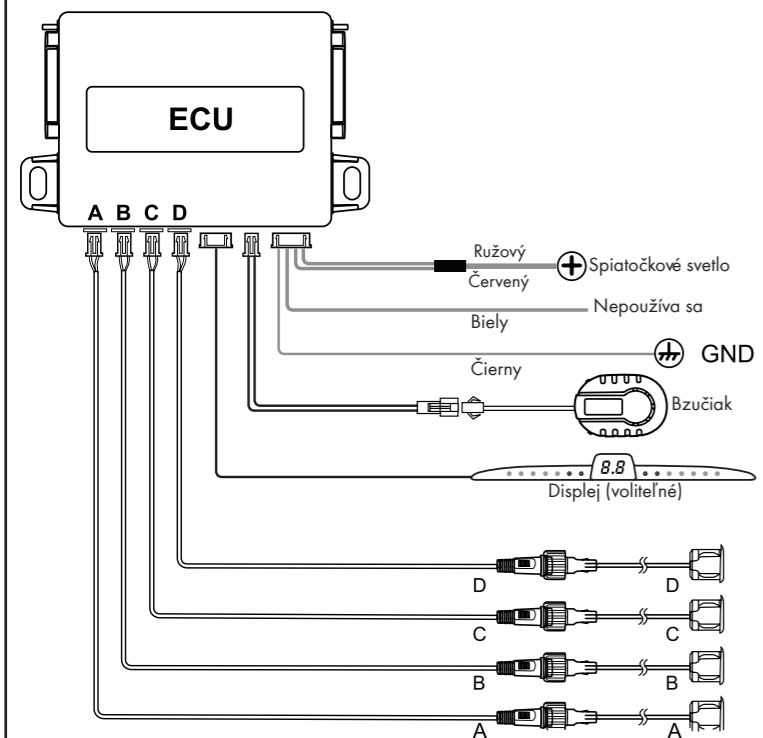 ECU
A B C D
Ružový
Spiatočkové svetlo
Červený
Nepoužíva sa
Biely
GND
Čierny
Bzučiak
8.8
Displej (voliteľné)
D D
C C
B B
A A